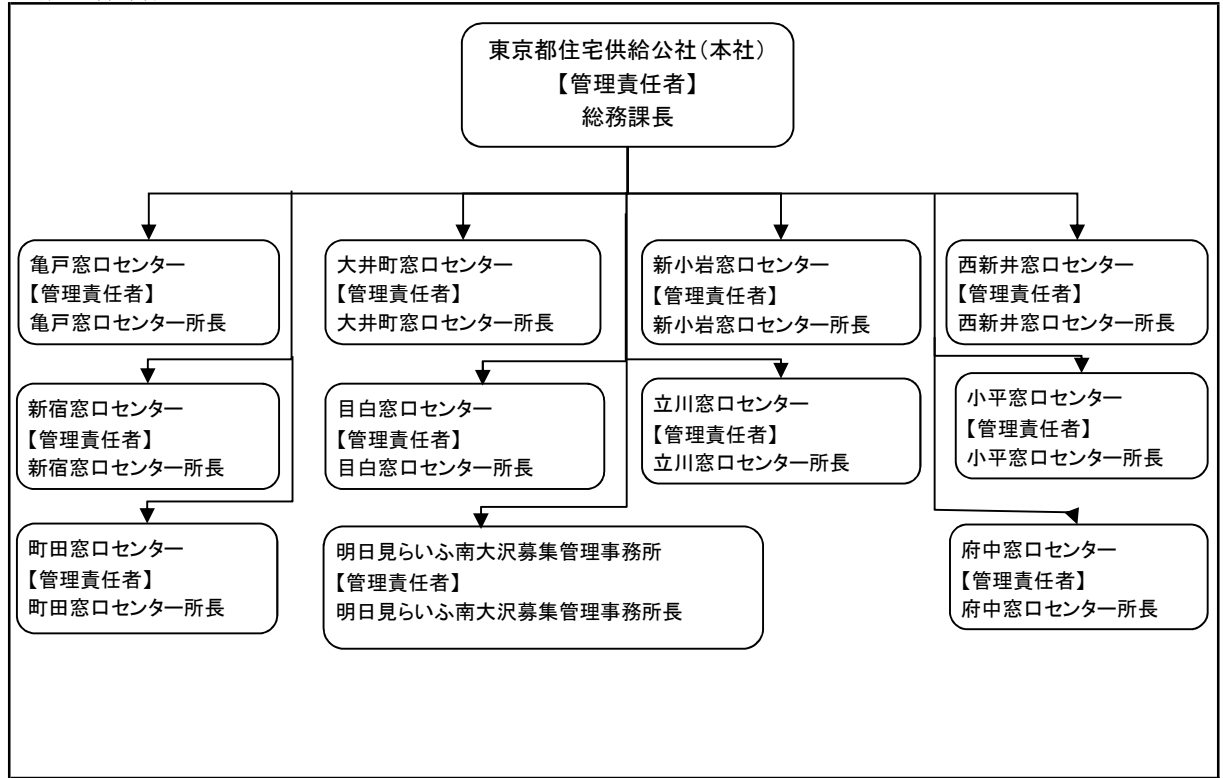 東京都住宅供給公社(本社)
【管理責任者】
総務課長
亀戸窓口センター
【管理責任者】
亀戸窓口センター所長
大井町窓口センター
【管理責任者】
大井町窓口センター所長
新小岩窓口センター
【管理責任者】
新小岩窓口センター所長
西新井窓口センター
【管理責任者】
西新井窓口センター所長
新宿窓口センター
【管理責任者】
新宿窓口センター所長
目白窓口センター
【管理責任者】
目白窓口センター所長
立川窓口センター
【管理責任者】
立川窓口センター所長
小平窓口センター
【管理責任者】
小平窓口センター所長
町田窓口センター
【管理責任者】
町田窓口センター所長
明日見らいふ南大沢募集管理事務所
【管理責任者】
明日見らいふ南大沢募集管理事務所長
府中窓口センター
【管理責任者】
府中窓口センター所長